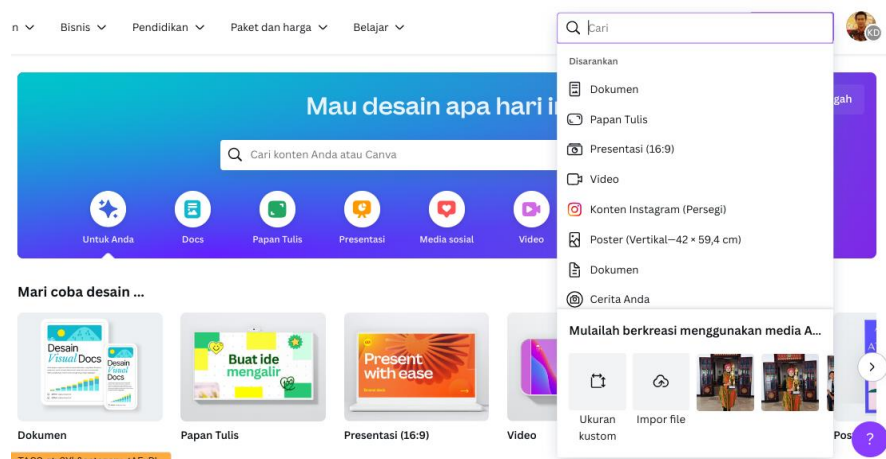 n
Bisnis
Pendidikan
Paket dan harga
Belajar
Cari
KD
Disarankan
Dokumen
Papan Tulis
Presentasi (16:9)
Video
Konten Instagram (Persegi)
Poster (Vertikal—42 × 59,4 cm)
Dokumen
Cerita Anda
Mulailah berkreasi menggunakan media A...
Ukuran
kustom
Impor file
Mau desain apa hari i
gah
Cari konten Anda atau Canva
Untuk Anda
Docs
Papan Tulis
Presentasi
Media sosial
Video
Mari coba desain ...
Desain
Visual Docs
Desain
Visual Docs
Buat ide
mengalir
Present
with ease
Dokumen
Papan Tulis
Presentasi (16:9)
Video
Pos
?